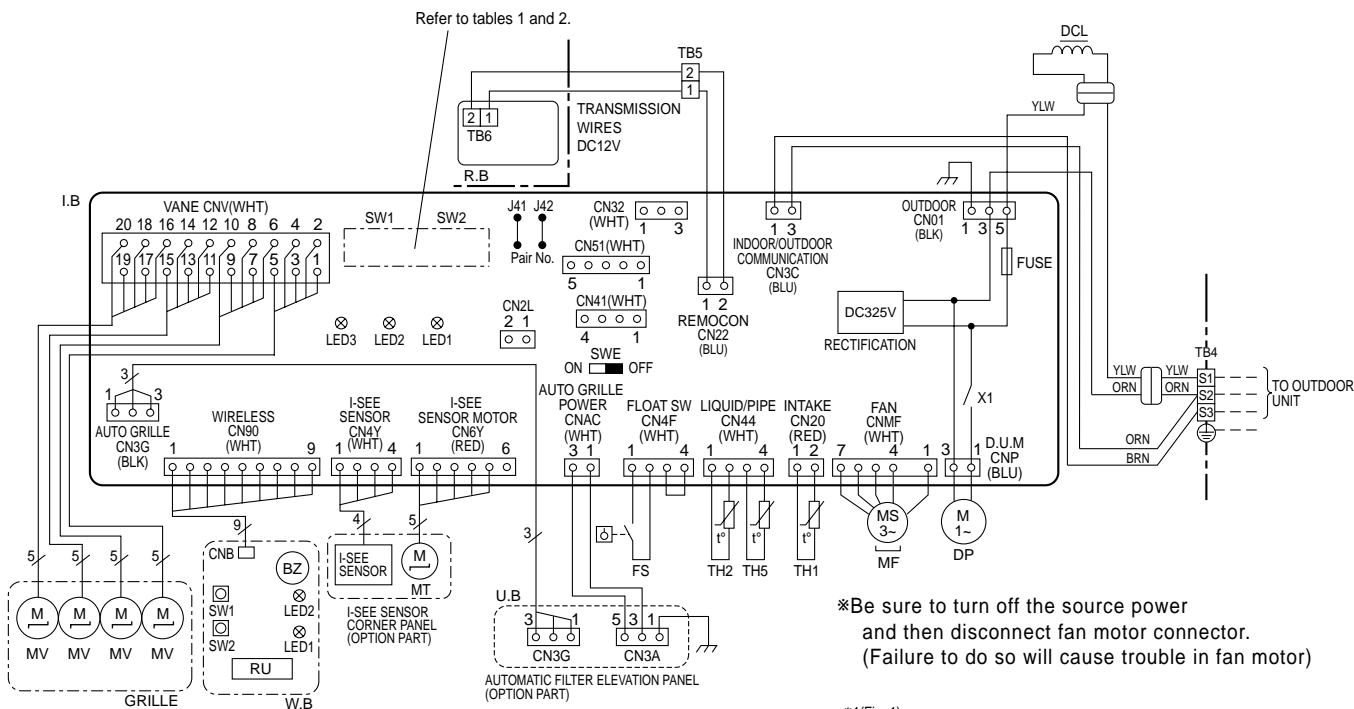 Refer to tables 1 and 2.
DCL
TB5
2
1
YLW
2 1
TB6
TRANSMISSION
WIRES
DC12V
R.B
I.B
VANE CNV(WHT)
20 18 16 14 12 10 8 6 4 2
19 17 15 13 11 9 7 5 3 1
SW1 SW2
J41 J42
Pair No.
CN32
(WHT)
1 3
CN51(WHT)
5 1
CN41(WHT)
4 1
1 3
INDOOR/OUTDOOR
COMMUNICATION
CN3C
(BLU)
OUTDOOR
CN01
(BLK)
1 3 5
FUSE
CN2L
2 1
1 2
REMOCON
CN22
(BLU)
DC325V
RECTIFICATION
LED3 LED2 LED1
SWE
ON OFF
X1
TB4
YLW YLW S1
ORN ORN S2
S3
TO OUTDOOR
UNIT
ORN
BRN
3
1 3
AUTO GRILLE
CN3G
(BLK)
WIRELESS
CN90
(WHT)
1 9
I-SEE
SENSOR
CN4Y
(WHT)
1 4
I-SEE
SENSOR MOTOR
CN6Y
(RED)
1 6
AUTO GRILLE
POWER
CNAC
(WHT)
3 1
FLOAT SW
CN4F
(WHT)
1 4
LIQUID/PIPE
CN44
(WHT)
1 4
INTAKE
CN20
(RED)
1 2
FAN
CNMF
(WHT)
7 4 1
D.U.M
CNP
(BLU)
3 1
5 5 5 5
9
4
5
3
M M M M
MV MV MV MV
GRILLE
CNB
BZ
SW1
SW2
LED2
LED1
RU
W.B
I-SEE
SENSOR
M
MT
I-SEE SENSOR
CORNER PANEL
(OPTION PART)
FS
t° t° t°
TH2 TH5 TH1
MS
3~
MF
M
1~
DP
U.B
3 1
CN3G
5 3 1
CN3A
AUTOMATIC FILTER ELEVATION PANEL
(OPTION PART)
※Be sure to turn off the source power
and then disconnect fan motor connector.
(Failure to do so will cause trouble in fan motor)